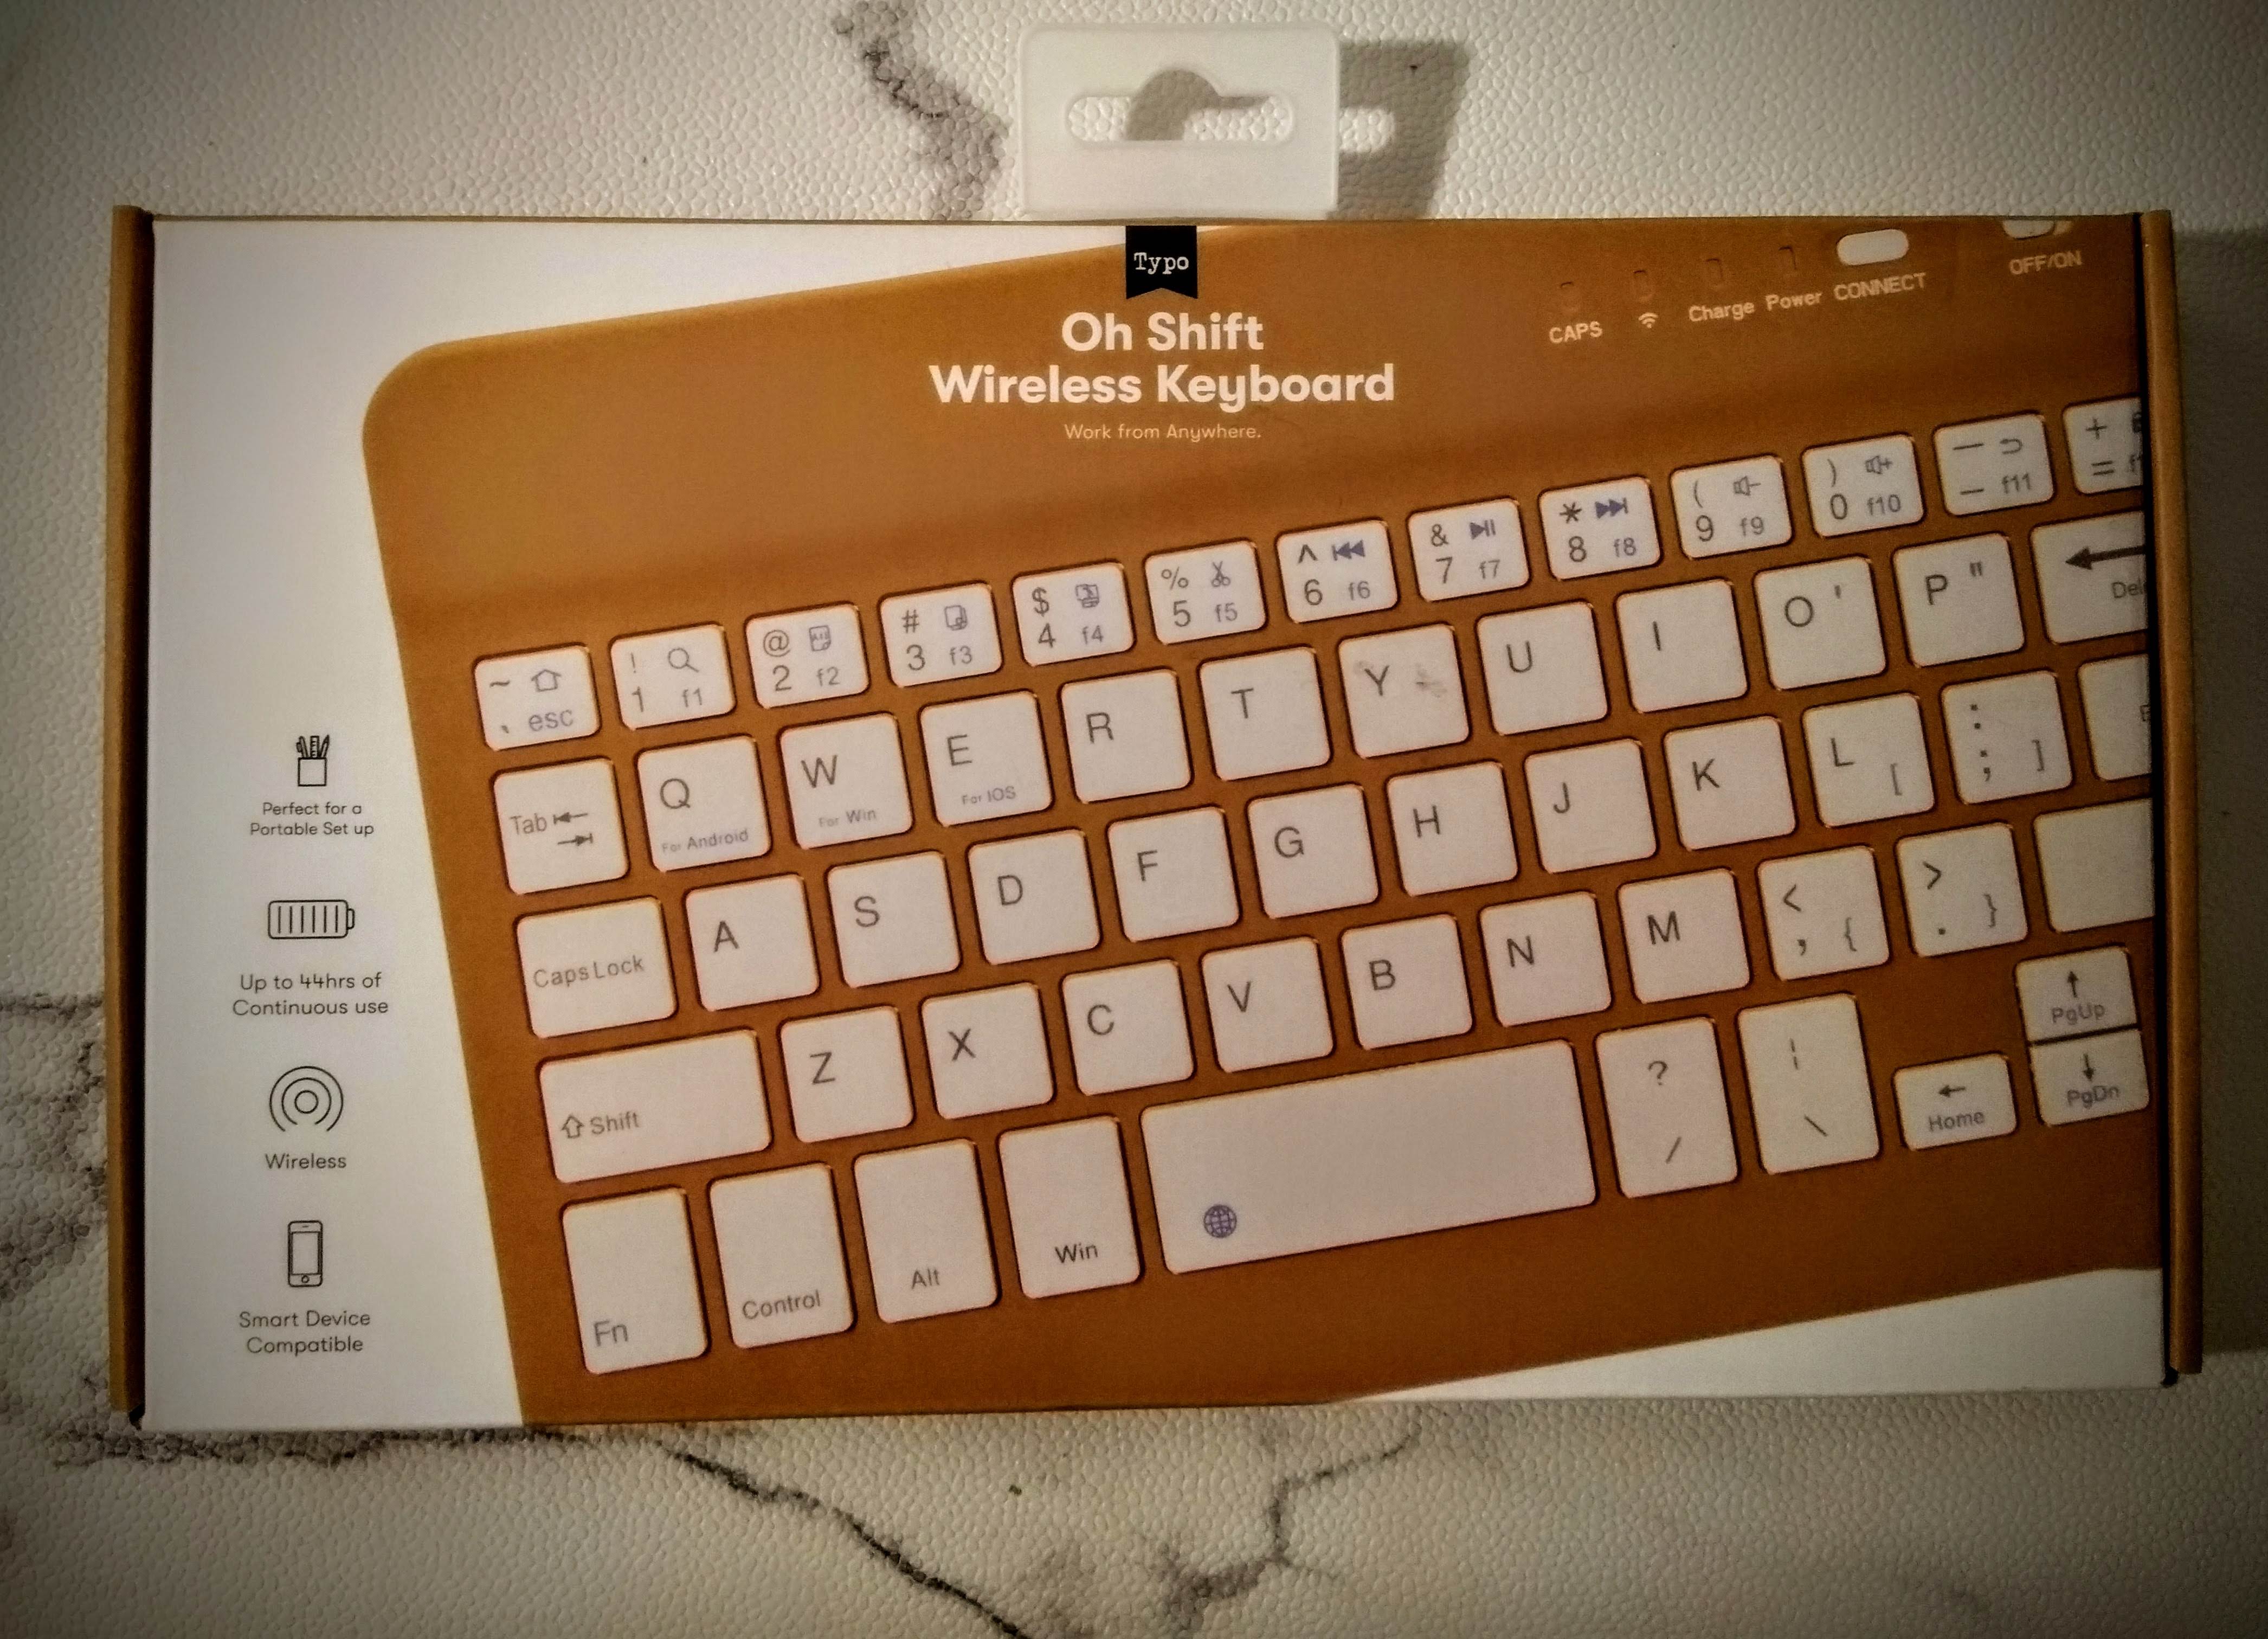 Typo
Oh Shift
Wireless Keyboard
Work from Anywhere.
CAPS Charge Power CONNECT OFF/ON
Perfect for a
Portable Set up
Up to 44hrs of
Continuous use
Wireless
Smart Device
Compatible
~ ! @ # $ % ^ & * ( ) — +
` esc 1 f1 2 f2 3 f3 4 f4 5 f5 6 f6 7 f7 8 f8 9 f9 0 f10 – f11 =
Tab Q W E R T Y U I O ' P "
For Android For Win For IOS
Caps Lock A S D F G H J K L [ : ; ]
Shift Z X C V B N M < , { > . }
Fn Control Alt Win ? / ¦ \ Home PgUp PgDn